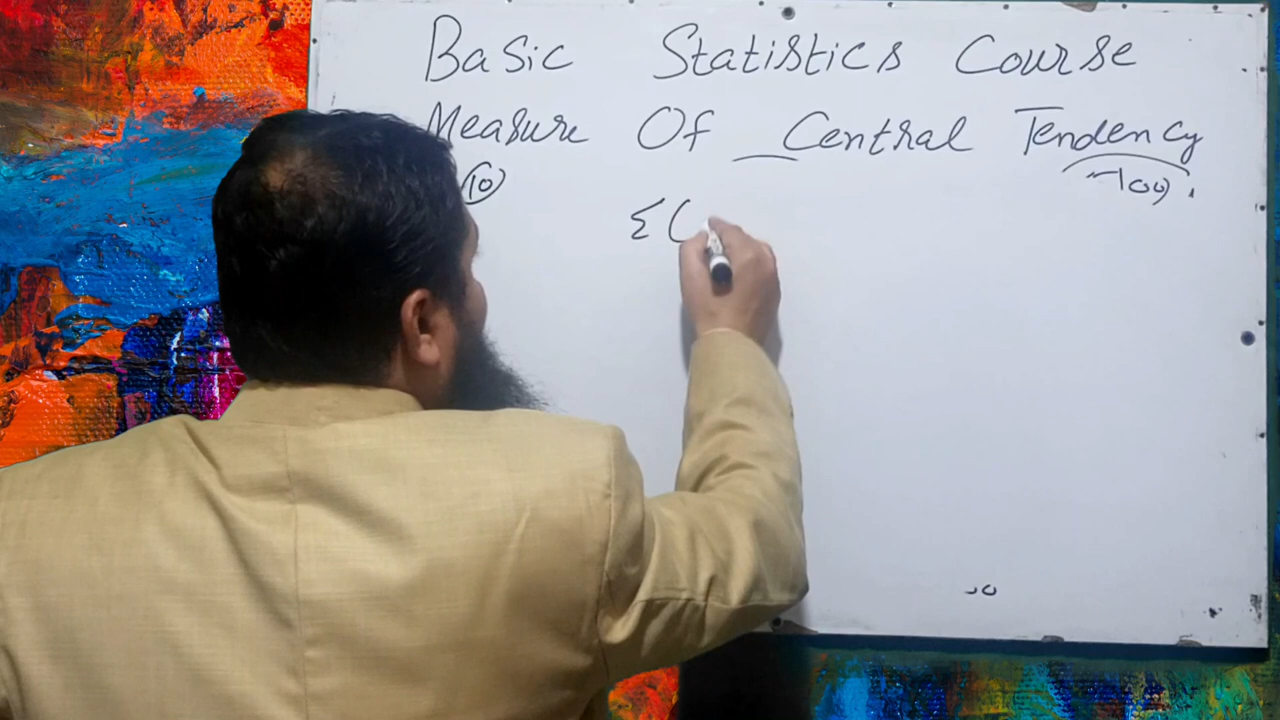 Basic Statistics Course
Measure Of _ Central Tendency
10
Σ (